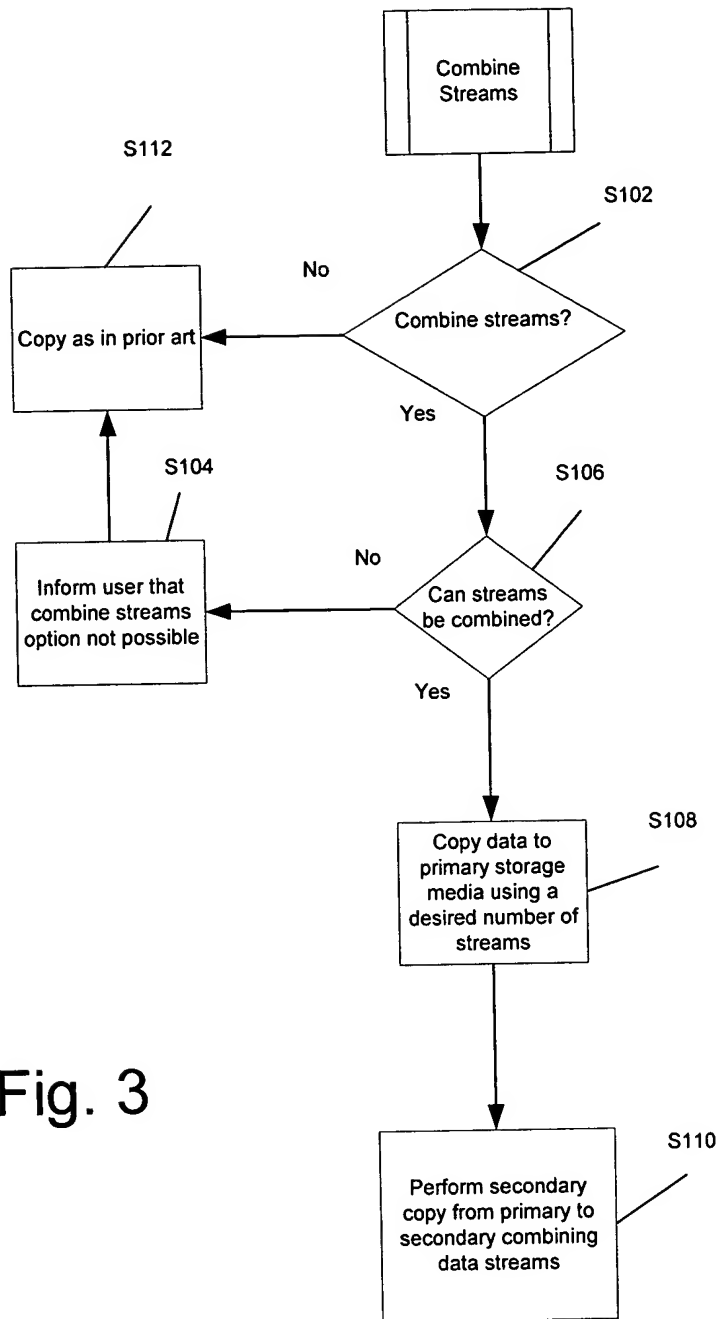 Combine
Streams
S112
S102
No
Copy as in prior art
Combine streams?
Yes
S104
S106
No
Inform user that
combine streams
option not possible
Can streams
be combined?
Yes
S108
Copy data to
primary storage
media using a
desired number of
streams
Fig. 3
S110
Perform secondary
copy from primary to
secondary combining
data streams